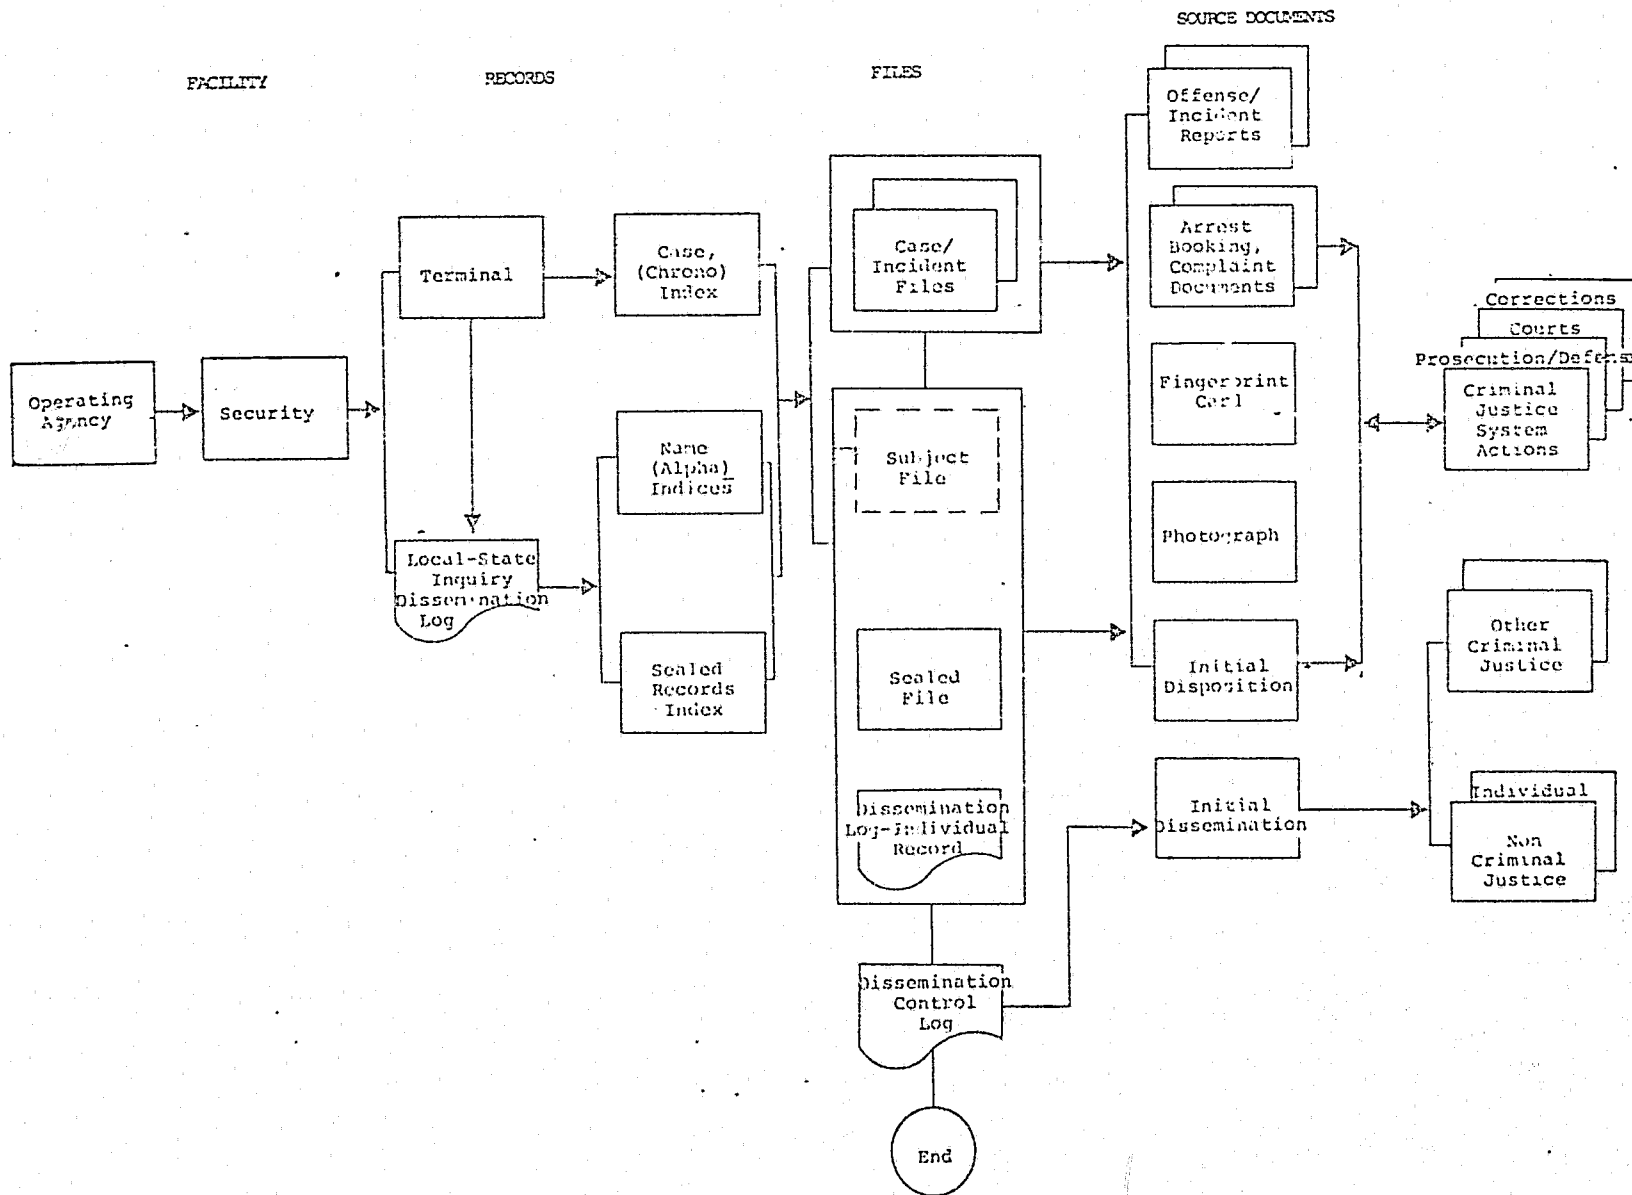 SOURCE DOCUMENTS
FACILITY
RECORDS
FILES
Offense/
Incident
Reports
Terminal
Case,
(Chrono)
Index
Case/
Incident
Files
Arrest
Booking,
Complaint
Documents
Corrections
Courts
Prosecution/Defens
Criminal
Justice
System
Actions
Operating
Agency
Security
Fingerprint
Card
Name
(Alpha)
Indices
Subject
File
Photograph
Local-State
Inquiry
Dissemination
Log
Sealed
Records
Index
Sealed
File
Initial
Disposition
Other
Criminal
Justice
Dissemination
Log-Individual
Record
Initial
Dissemination
Individual
Non
Criminal
Justice
Dissemination
Control
Log
End